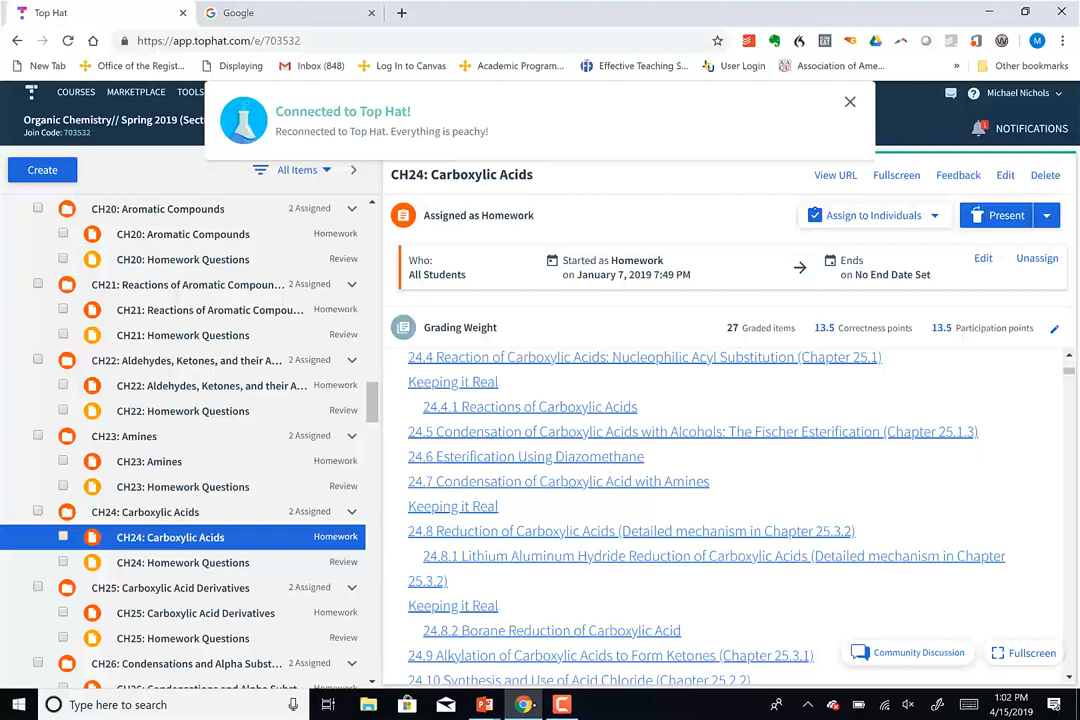 Top Hat
Google
https://app.tophat.com/e/703532
M
New Tab
Office of the Regist...
Displaying
Inbox (848)
Log In to Canvas
Academic Program...
Effective Teaching S...
User Login
Association of Ame...
»
Other bookmarks
COURSES
MARKETPLACE
TOOLS
Connected to Top Hat!
Reconnected to Top Hat. Everything is peachy!
Michael Nichols
Organic Chemistry// Spring 2019 (Sect
Join Code: 703532
NOTIFICATIONS
Create
All Items
CH20: Aromatic Compounds
2 Assigned
CH20: Aromatic Compounds
Homework
CH20: Homework Questions
Review
CH21: Reactions of Aromatic Compoun...
2 Assigned
CH21: Reactions of Aromatic Compou...
Homework
CH21: Homework Questions
Review
CH22: Aldehydes, Ketones, and their A...
2 Assigned
CH22: Aldehydes, Ketones, and their A...
Homework
CH22: Homework Questions
Review
CH23: Amines
2 Assigned
CH23: Amines
Homework
CH23: Homework Questions
Review
CH24: Carboxylic Acids
2 Assigned
CH24: Carboxylic Acids
Homework
CH24: Homework Questions
Review
CH25: Carboxylic Acid Derivatives
2 Assigned
CH25: Carboxylic Acid Derivatives
Homework
CH25: Homework Questions
Review
CH26: Condensations and Alpha Subst...
2 Assigned
CH24: Carboxylic Acids
View URL
Fullscreen
Feedback
Edit
Delete
Assigned as Homework
Assign to Individuals
Present
Who:
All Students
Started as Homework
on January 7, 2019 7:49 PM
Ends
on No End Date Set
Edit
Unassign
Grading Weight
27 Graded items
13.5 Correctness points
13.5 Participation points
24.4 Reaction of Carboxylic Acids: Nucleophilic Acyl Substitution (Chapter 25.1)
Keeping it Real
24.4.1 Reactions of Carboxylic Acids
24.5 Condensation of Carboxylic Acids with Alcohols: The Fischer Esterification (Chapter 25.1.3)
24.6 Esterification Using Diazomethane
24.7 Condensation of Carboxylic Acid with Amines
Keeping it Real
24.8 Reduction of Carboxylic Acids (Detailed mechanism in Chapter 25.3.2)
24.8.1 Lithium Aluminum Hydride Reduction of Carboxylic Acids (Detailed mechanism in Chapter
25.3.2)
Keeping it Real
24.8.2 Borane Reduction of Carboxylic Acid
24.9 Alkylation of Carboxylic Acids to Form Ketones (Chapter 25.3.1)
24.10 Synthesis and Use of Acid Chloride (Chapter 25.2.2)
Community Discussion
Fullscreen
Type here to search
1:02 PM
4/15/2019